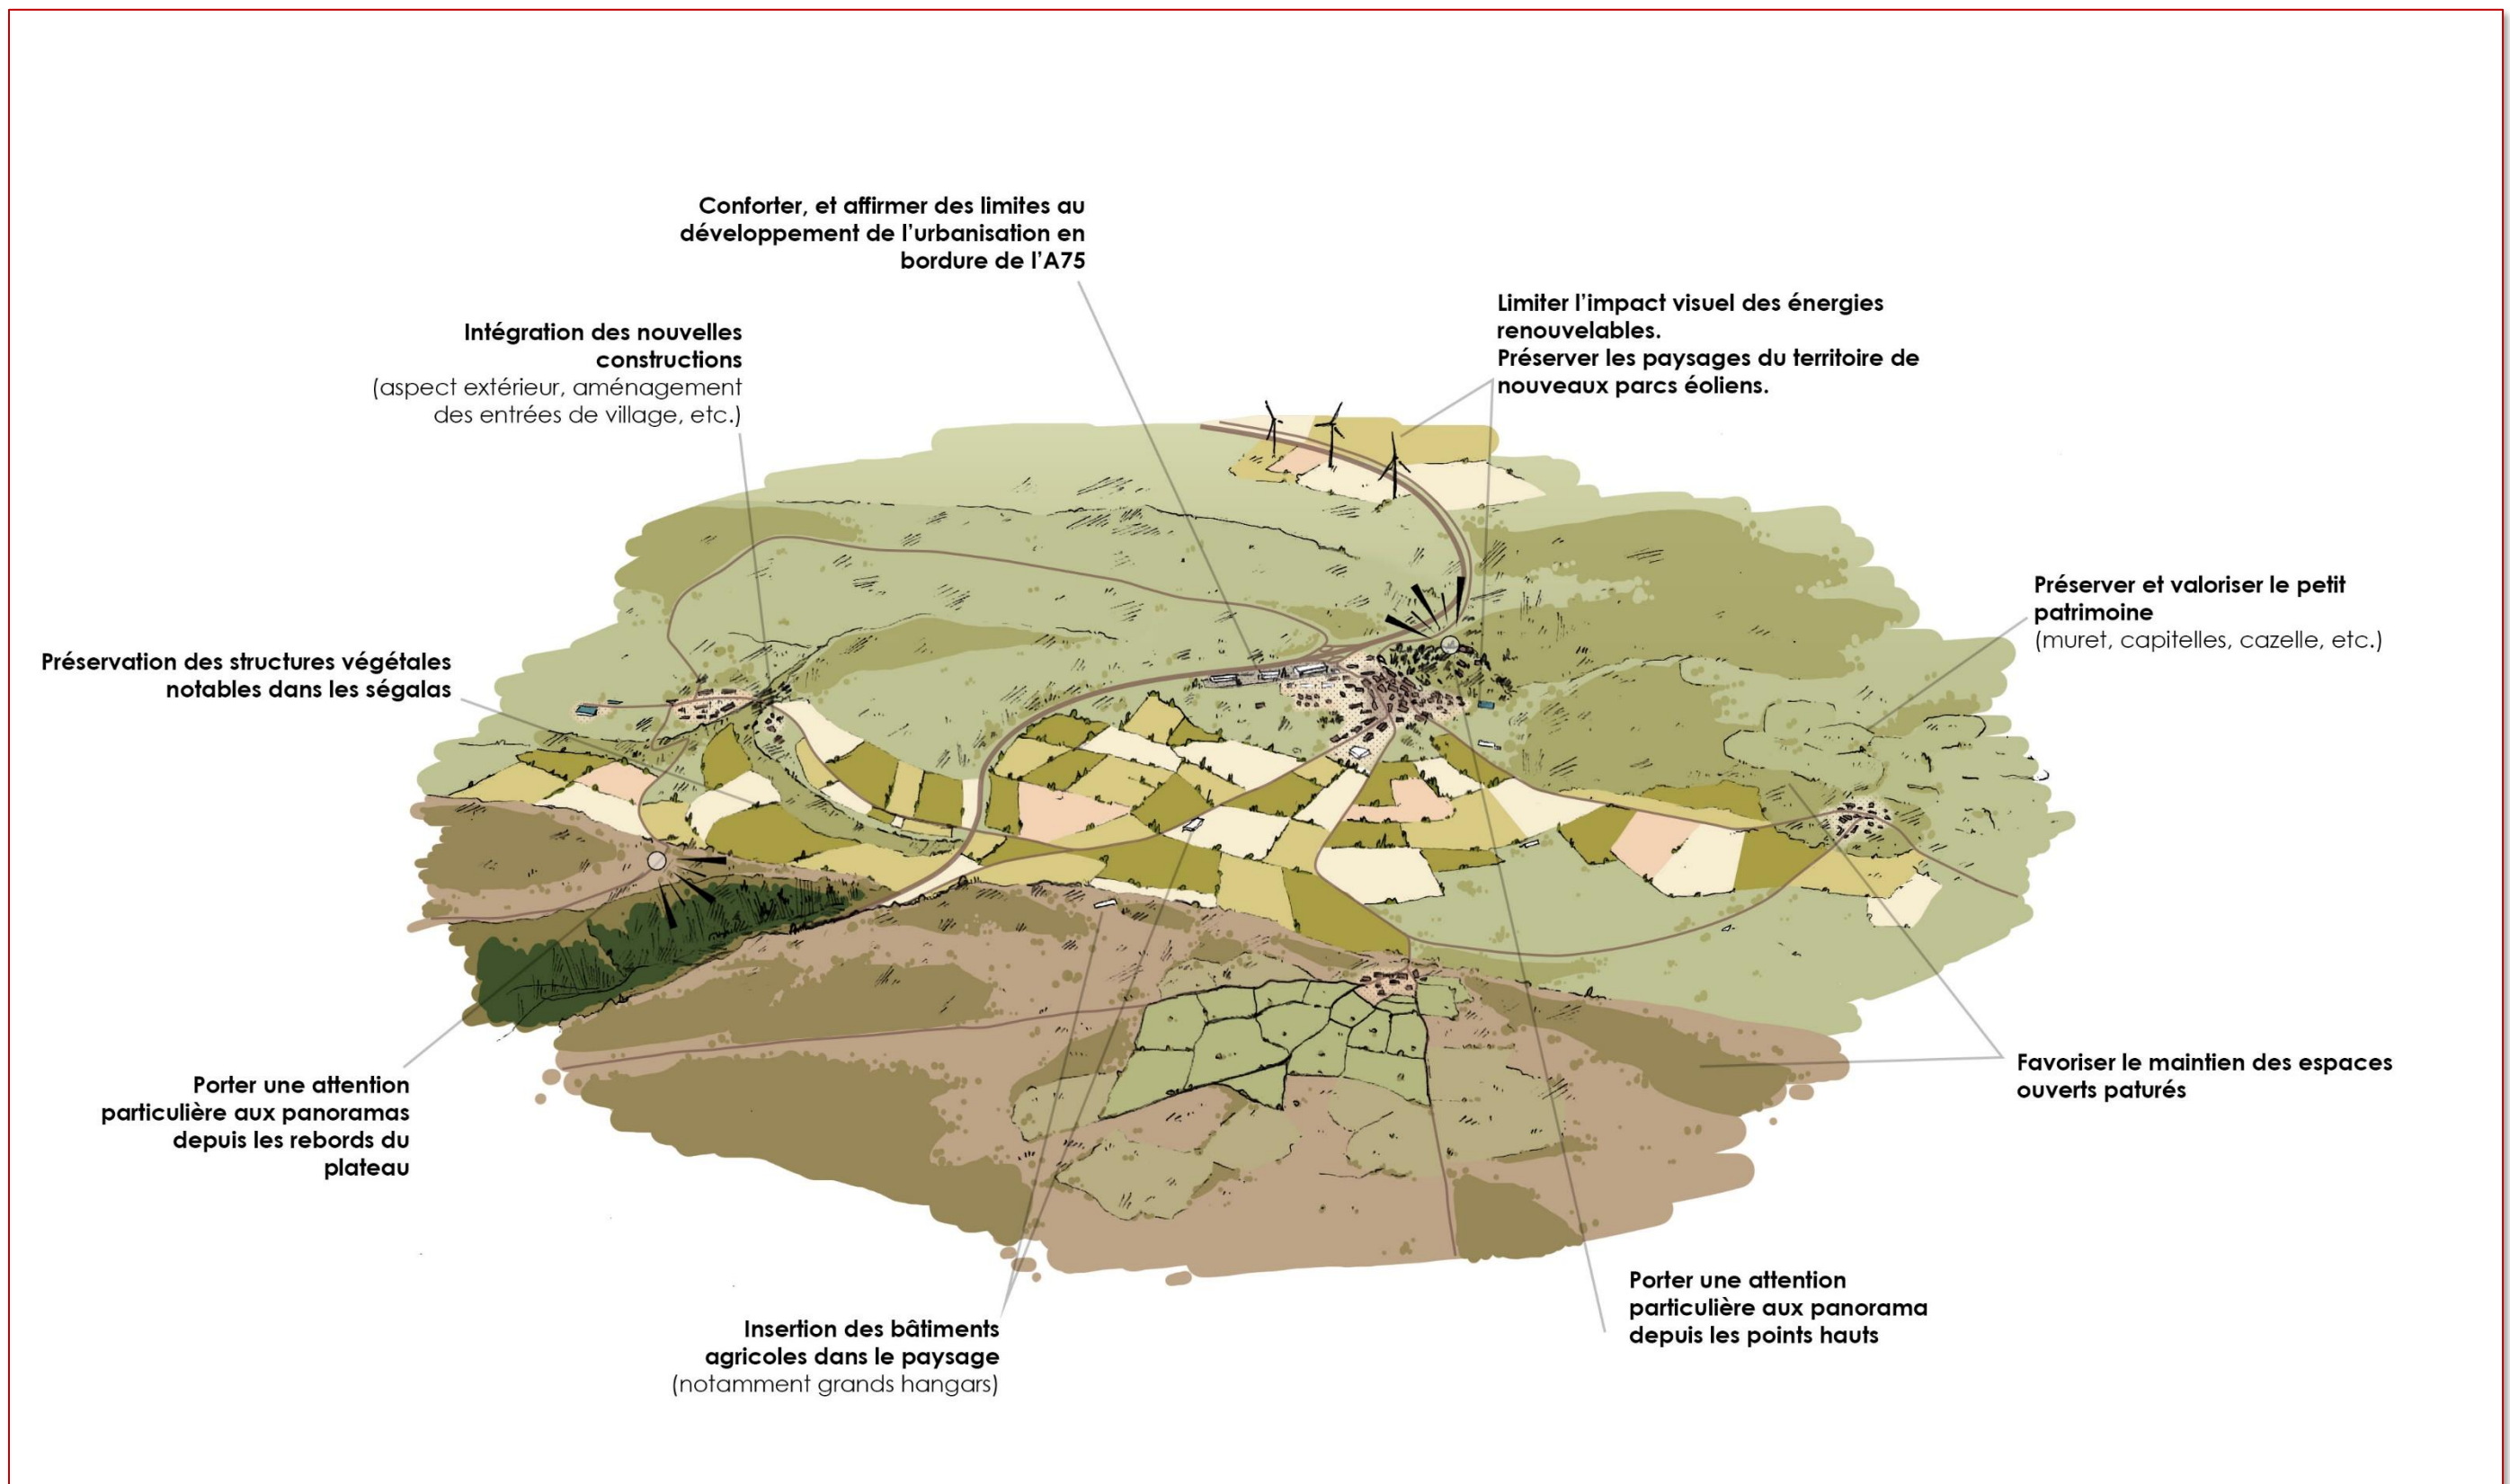 Conforter, et affirmer des limites au
développement de l'urbanisation en
bordure de l'A75
Limiter l'impact visuel des énergies
renouvelables.
Préserver les paysages du territoire de
nouveaux parcs éoliens.
Intégration des nouvelles
constructions
(aspect extérieur, aménagement
des entrées de village, etc.)
Préserver et valoriser le petit
patrimoine
(muret, capitelles, cazelle, etc.)
Préservation des structures végétales
notables dans les ségalas
Favoriser le maintien des espaces
ouverts paturés
Porter une attention
particulière aux panoramas
depuis les rebords du
plateau
Porter une attention
particulière aux panorama
depuis les points hauts
Insertion des bâtiments
agricoles dans le paysage
(notamment grands hangars)